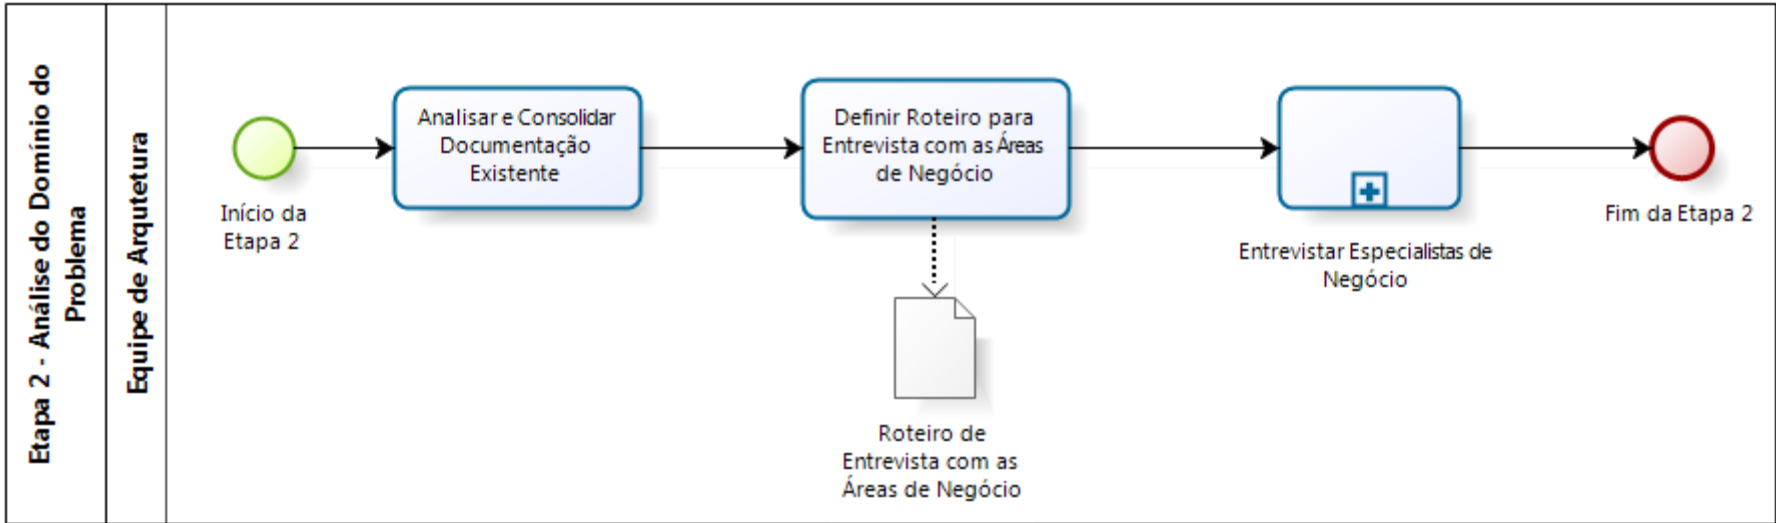 Etapa 2 - Análise do Domínio do
Problema
Equipe de Arqutetura
Início da
Etapa 2
Analisar e Consolidar
Documentação
Existente
Definir Roteiro para
Entrevista com as Áreas
de Negócio
Roteiro de
Entrevista com as
Áreas de Negócio
Entrevistar Especialistas de
Negócio
Fim da Etapa 2